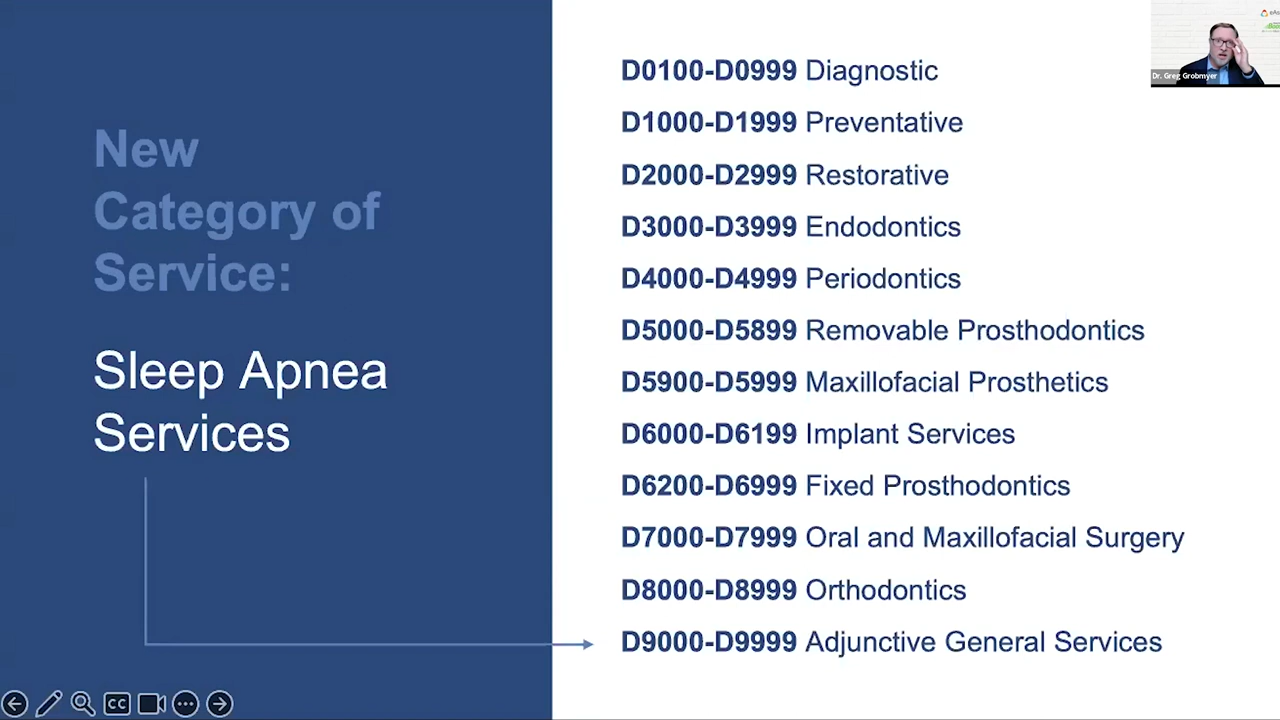 New
Category of
Service:
Sleep Apnea
Services
D0100-D0999 Diagnostic
D1000-D1999 Preventative
D2000-D2999 Restorative
D3000-D3999 Endodontics
D4000-D4999 Periodontics
D5000-D5899 Removable Prosthodontics
D5900-D5999 Maxillofacial Prosthetics
D6000-D6199 Implant Services
D6200-D6999 Fixed Prosthodontics
D7000-D7999 Oral and Maxillofacial Surgery
D8000-D8999 Orthodontics
D9000-D9999 Adjunctive General Services
Dr. Greg Grobmyer
CC